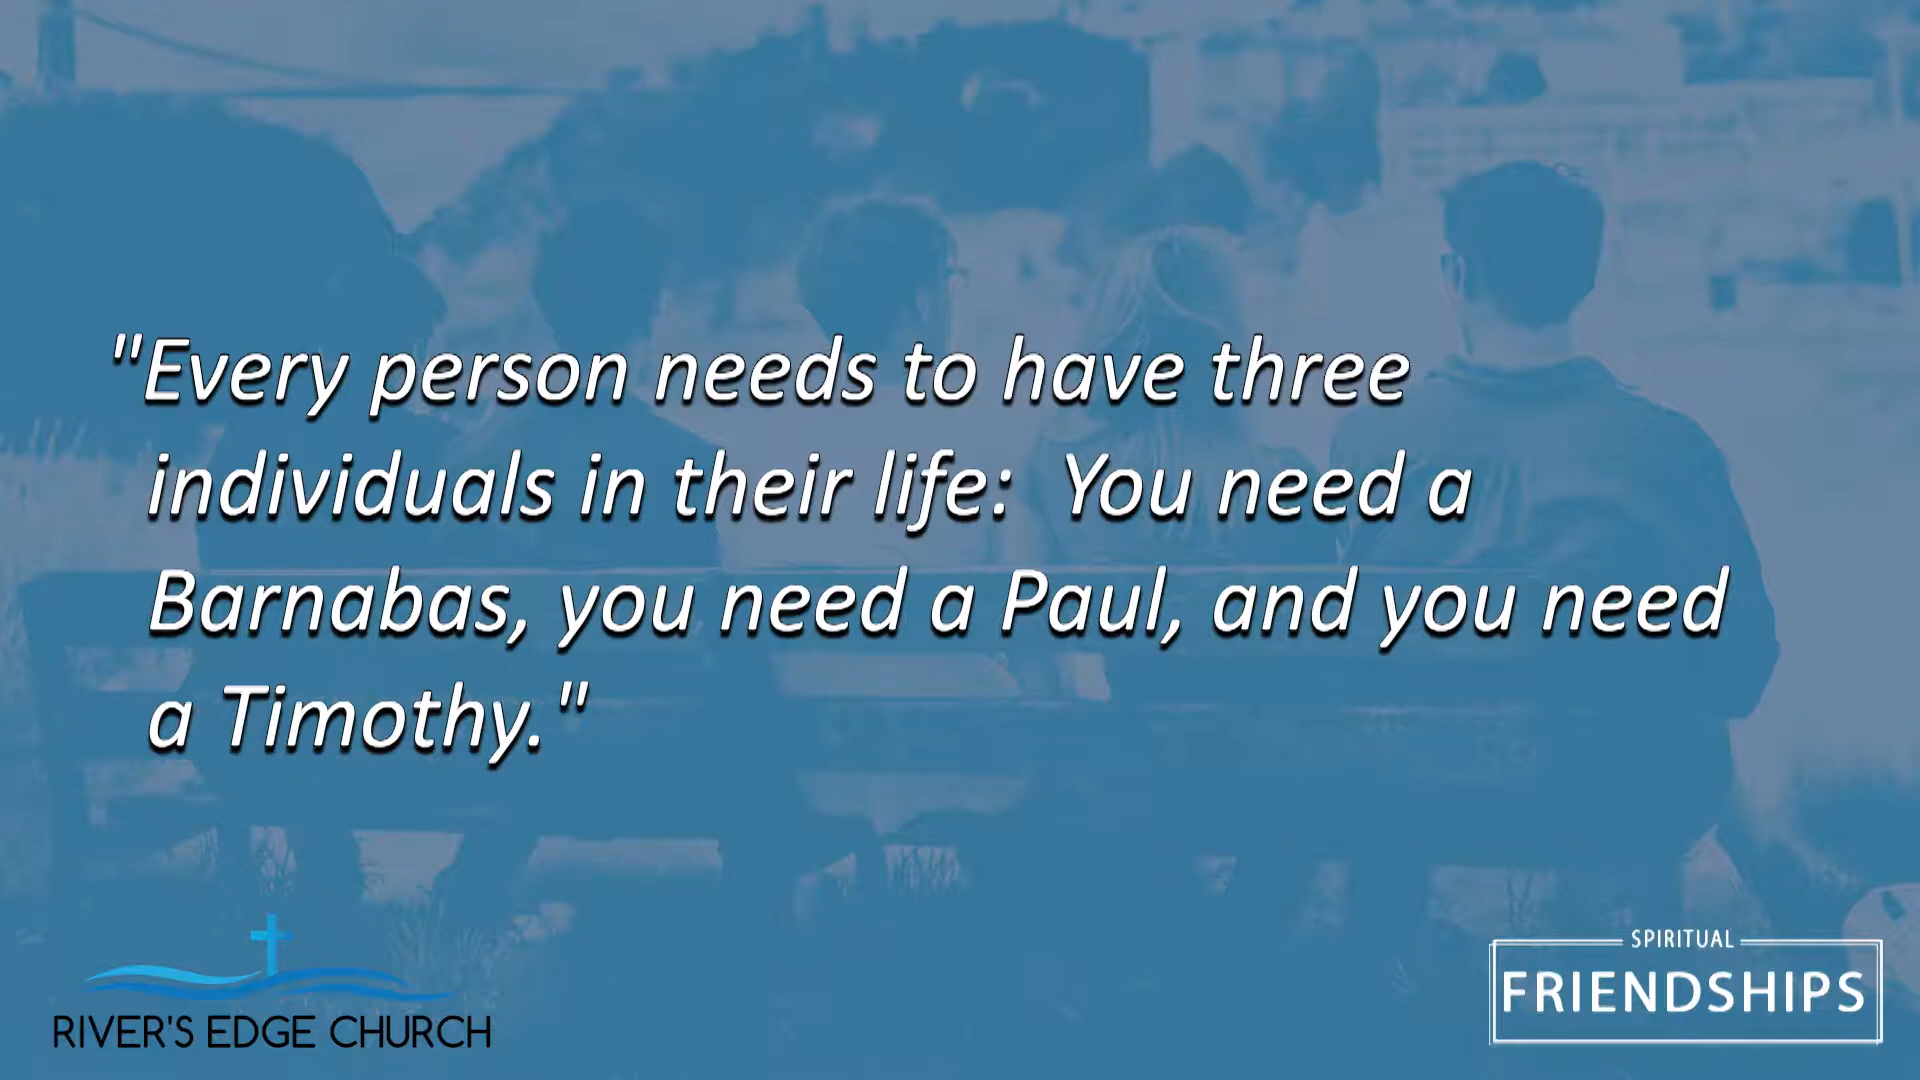 "Every person needs to have three
individuals in their life:  You need a
Barnabas, you need a Paul, and you need
a Timothy."
RIVER'S EDGE CHURCH
SPIRITUAL
FRIENDSHIPS